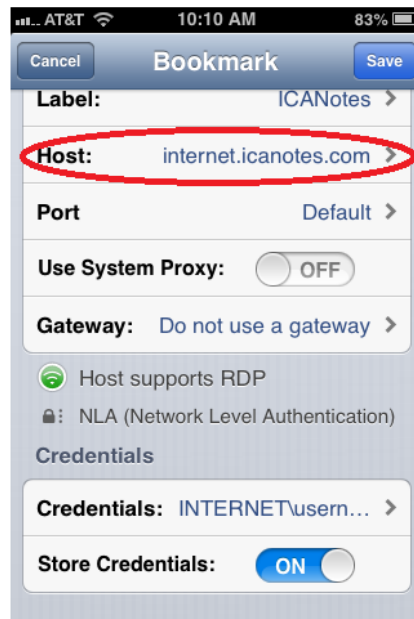 AT&T 10:10 AM 83%
Cancel Bookmark Save
Label: ICANotes
Host: internet.icanotes.com
Port Default
Use System Proxy: OFF
Gateway: Do not use a gateway
Host supports RDP
NLA (Network Level Authentication)
Credentials
Credentials: INTERNET\usern...
Store Credentials: ON